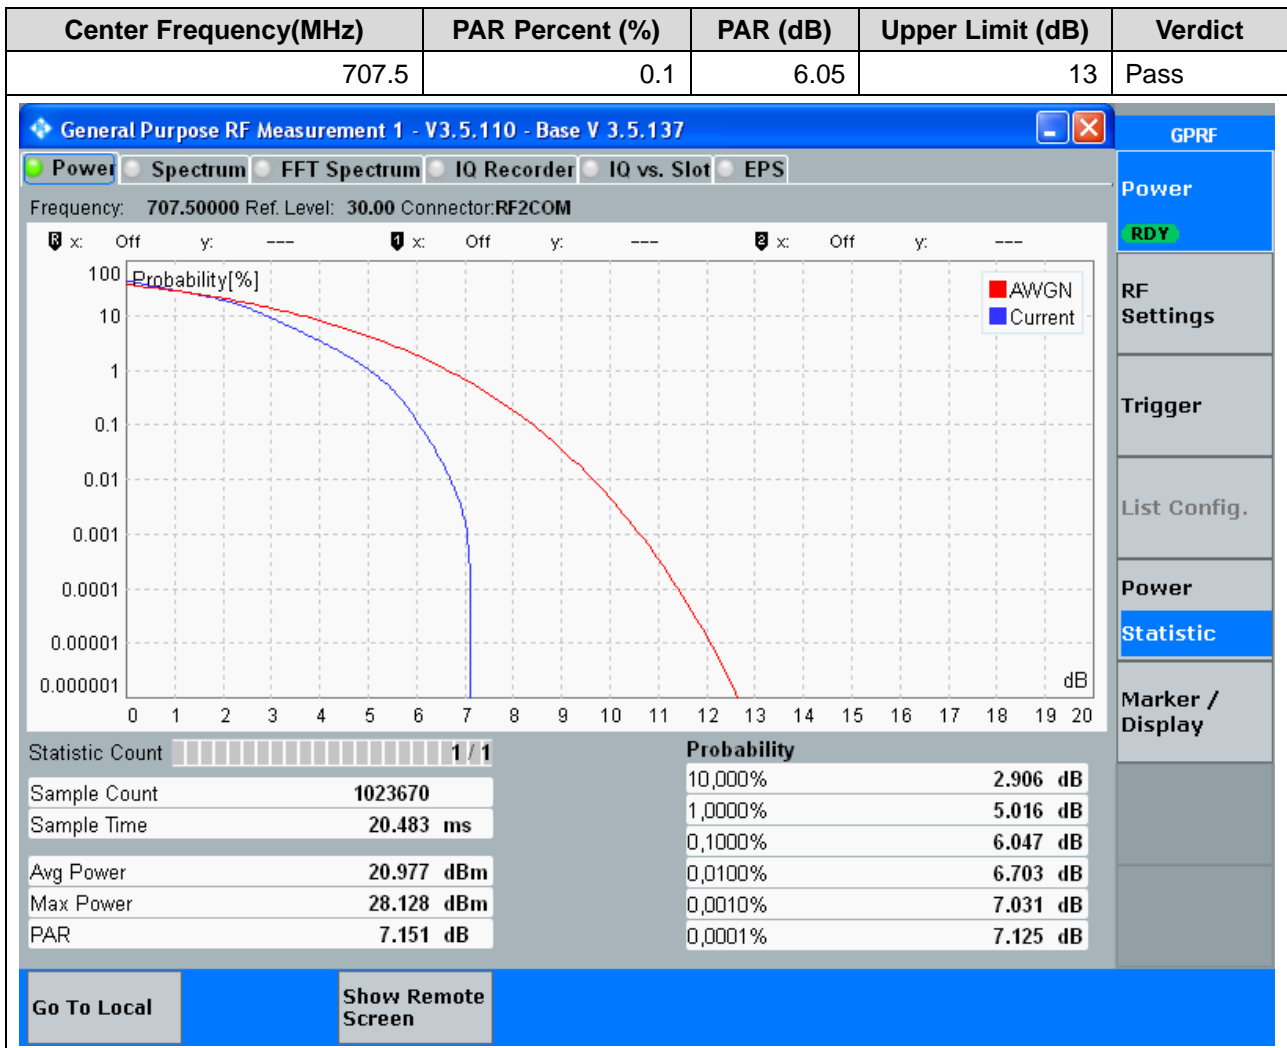 Center Frequency(MHz) PAR Percent (%) PAR (dB) Upper Limit (dB) Verdict
707.5 0.1 6.05 13 Pass
General Purpose RF Measurement 1 - V3.5.110 - Base V 3.5.137
GPRF
Power Spectrum FFT Spectrum IQ Recorder IQ vs. Slot EPS
Frequency: 707.50000 Ref. Level: 30.00 Connector:RF2COM
R x: Off y: --- 1 x: Off y: --- 2 x: Off y: ---
Probability[%]
AWGN
Current
100
10
1
0.1
0.01
0.001
0.0001
0.00001
0.000001
dB
0 1 2 3 4 5 6 7 8 9 10 11 12 13 14 15 16 17 18 19 20
Statistic Count 1 / 1
Sample Count 1023670
Sample Time 20.483 ms
Avg Power 20.977 dBm
Max Power 28.128 dBm
PAR 7.151 dB
Probability
10,000% 2.906 dB
1,0000% 5.016 dB
0,1000% 6.047 dB
0,0100% 6.703 dB
0,0010% 7.031 dB
0,0001% 7.125 dB
Power
RDY
RF
Settings
Trigger
List Config.
Power
Statistic
Marker /
Display
Go To Local
Show Remote
Screen